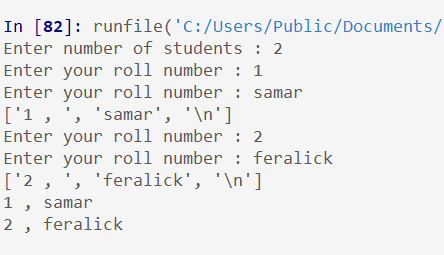 In [82]: runfile('C:/Users/Public/Documents/
Enter number of students : 2
Enter your roll number : 1
Enter your roll number : samar
['1 , ', 'samar', '\n']
Enter your roll number : 2
Enter your roll number : feralick
['2 , ', 'feralick', '\n']
1 , samar
2 , feralick